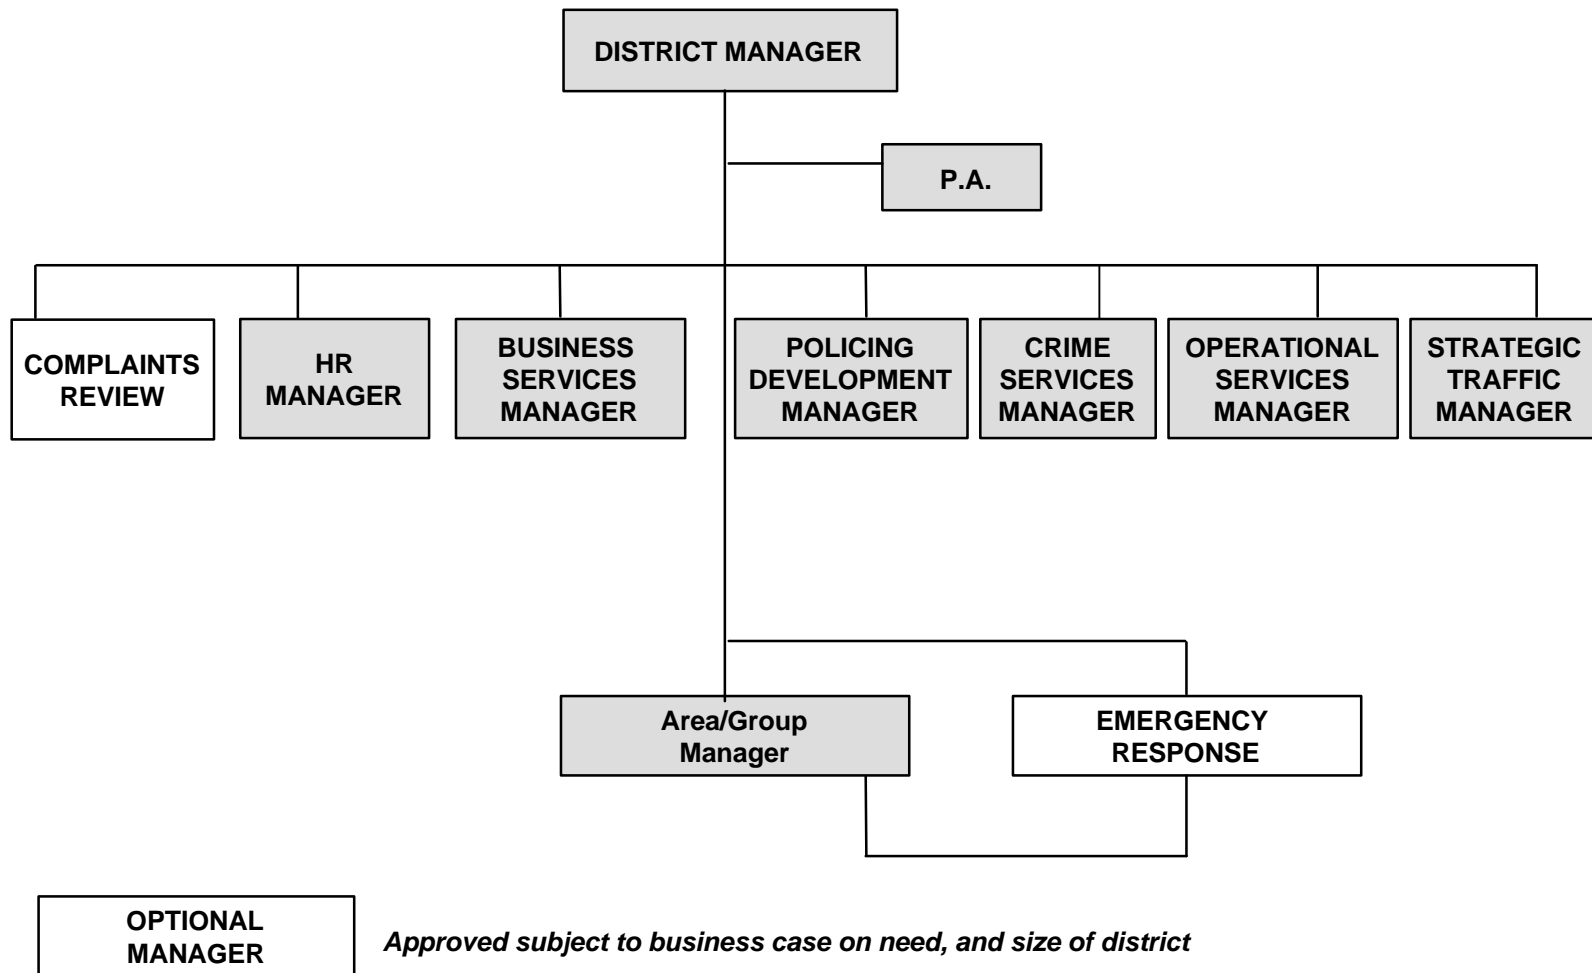 DISTRICT MANAGER
P.A.
COMPLAINTS
REVIEW
HR
MANAGER
BUSINESS
SERVICES
MANAGER
POLICING
DEVELOPMENT
MANAGER
CRIME
SERVICES
MANAGER
OPERATIONAL
SERVICES
MANAGER
STRATEGIC
TRAFFIC
MANAGER
Area/Group
Manager
EMERGENCY
RESPONSE
OPTIONAL
MANAGER
Approved subject to business case on need, and size of district